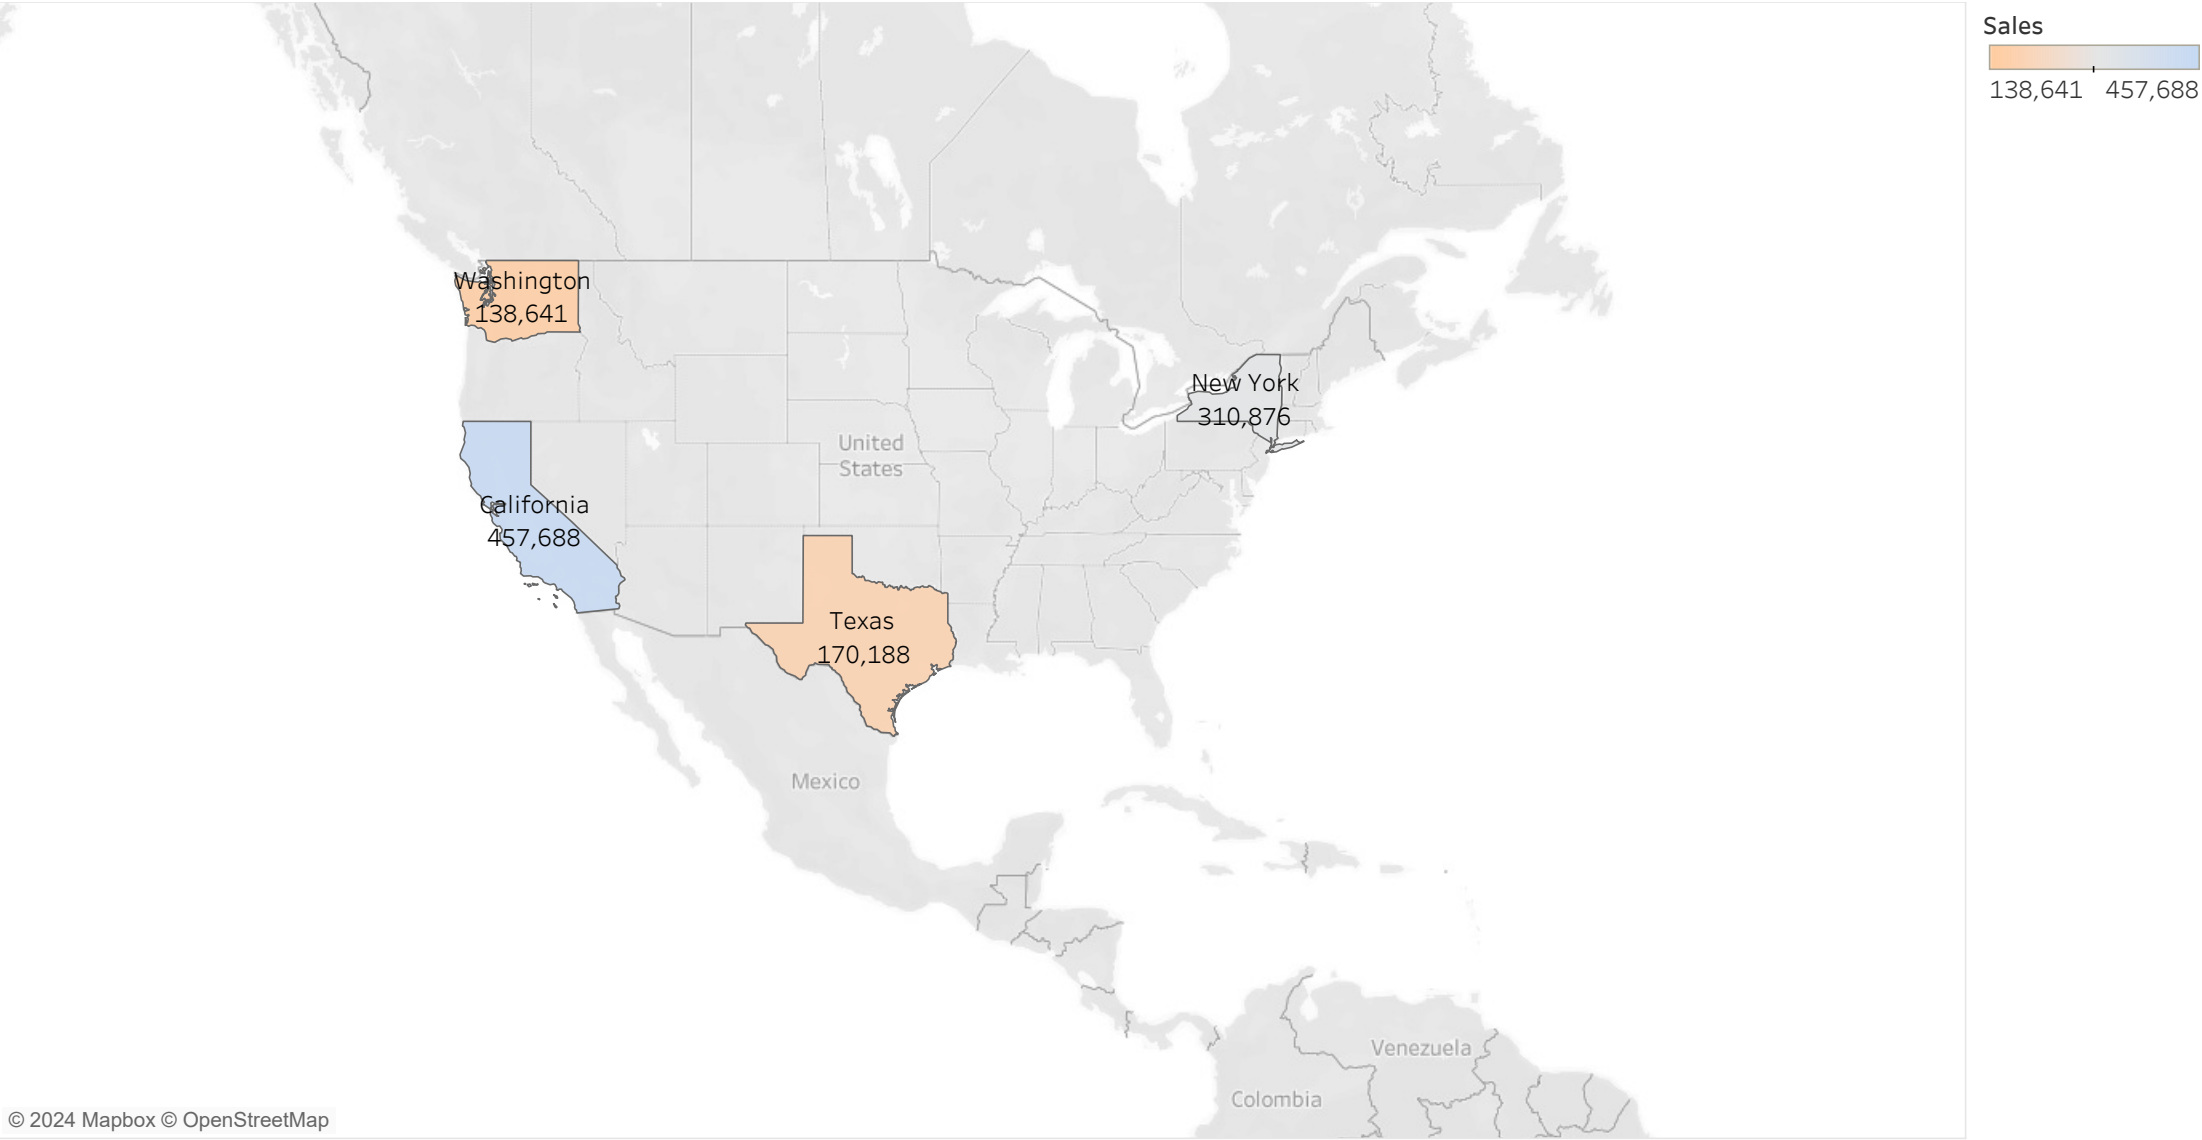 Sales
138,641 457,688
Washington
138,641
New York
310,876
United
States
California
457,688
Texas
170,188
Mexico
Venezuela
Colombia
© 2024 Mapbox © OpenStreetMap